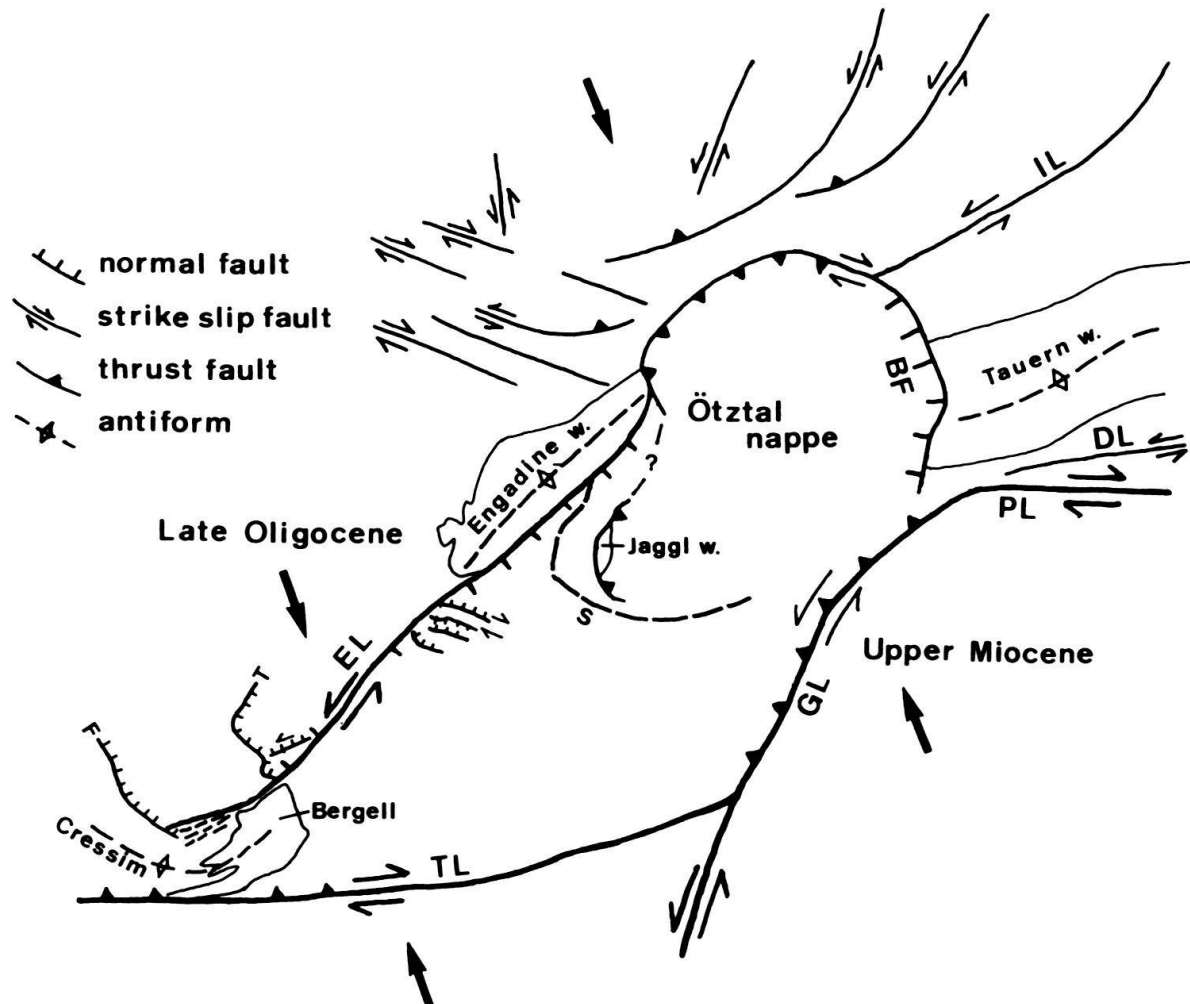 IL
normal fault
strike slip fault
thrust fault
antiform
BF
Tauern w.
Ötztal
nappe
DL
Engadine w.
?
PL
Late Oligocene
Jaggl w.
S
EL
Upper Miocene
T
GL
F
Bergell
Cressim
TL